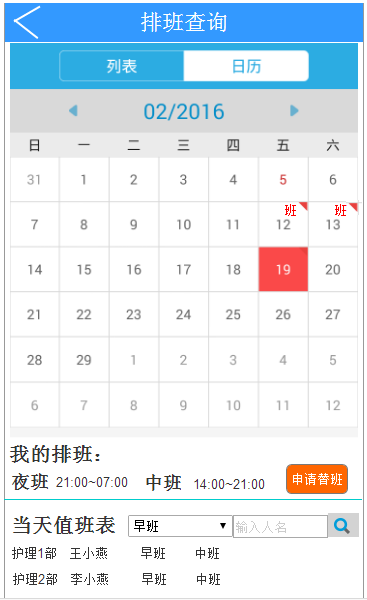 排班查询
列表 日历
02/2016
日 一 二 三 四 五 六
31 1 2 3 4 5 6
7 8 9 10 11 12 班 13 班
14 15 16 17 18 19 20
21 22 23 24 25 26 27
28 29 1 2 3 4 5
6 7 8 9 10 11 12
我的排班：
夜班 21:00~07:00 中班 14:00~21:00 申请替班
当天值班表 早班 输入人名
护理1部 王小燕 早班 中班
护理2部 李小燕 早班 中班